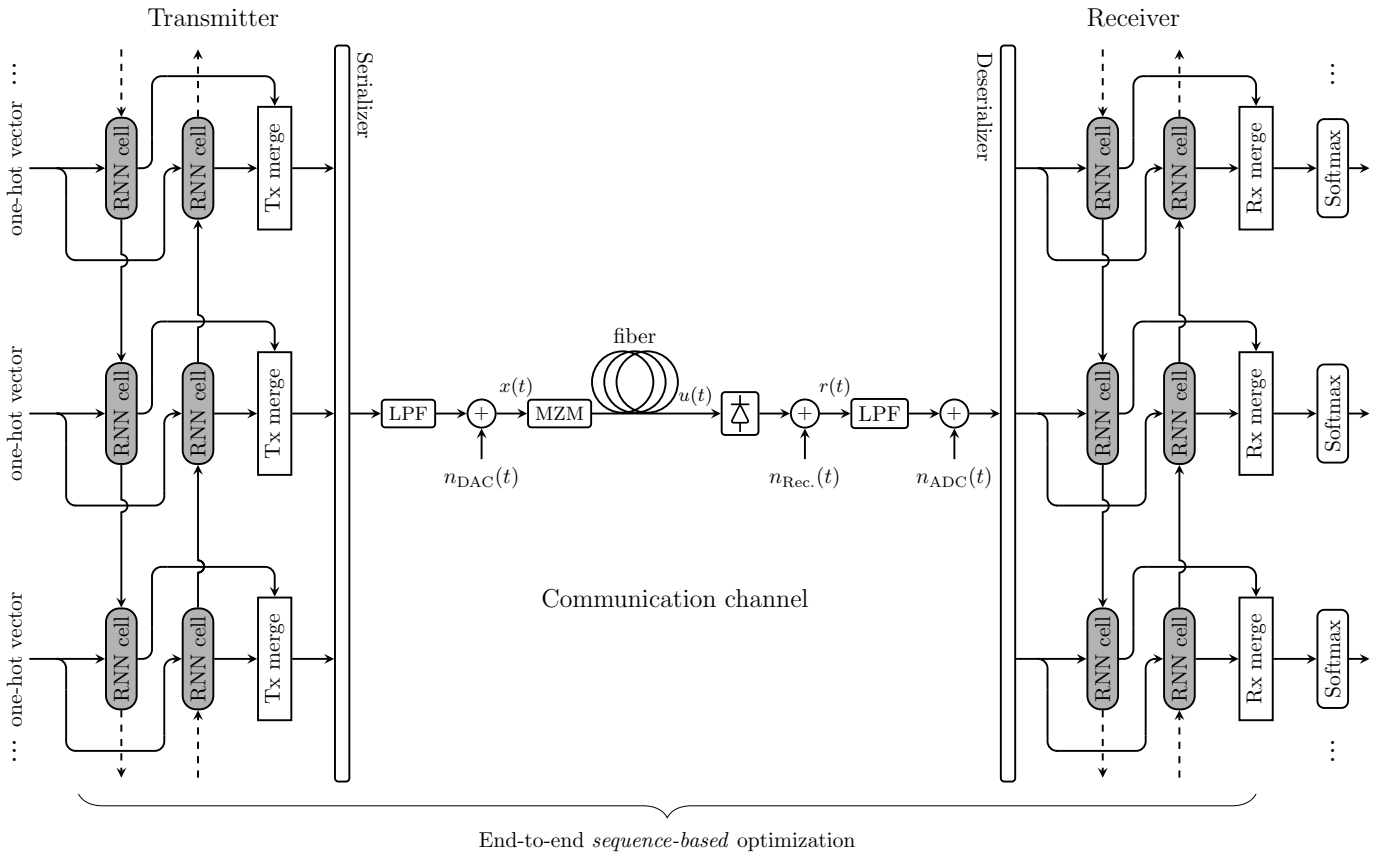 Transmitter
Receiver
...
one-hot vector
RNN cell
RNN cell
Tx merge
Serializer
one-hot vector
RNN cell
RNN cell
Tx merge
...
one-hot vector
RNN cell
RNN cell
Tx merge
LPF
+
x(t)
n_DAC(t)
MZM
fiber
u(t)
+
r(t)
n_Rec.(t)
LPF
+
n_ADC(t)
Communication channel
Deserializer
RNN cell
RNN cell
Rx merge
Softmax
...
RNN cell
RNN cell
Rx merge
Softmax
RNN cell
RNN cell
Rx merge
Softmax
...
End-to-end sequence-based optimization